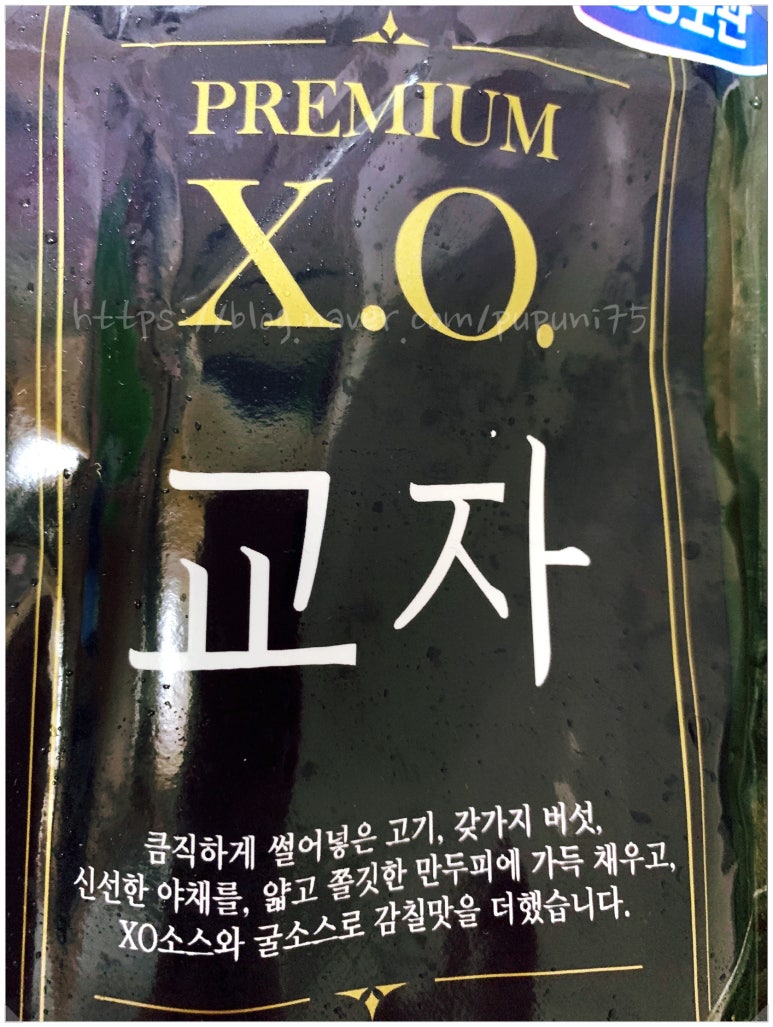 PREMIUM
X.O.
https://blog.naver.com/pupuni75
교자
큼직하게 썰어넣은 고기, 갖가지 버섯,
신선한 야채를, 얇고 쫄깃한 만두피에 가득 채우고,
XO소스와 굴소스로 감칠맛을 더했습니다.